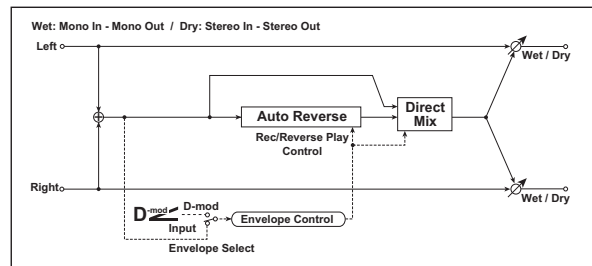 Wet: Mono In - Mono Out / Dry: Stereo In - Stereo Out
Left
Wet / Dry
Auto Reverse
Direct
Mix
Rec/Reverse Play
Control
Right
Wet / Dry
D-mod
D-mod
Input
Envelope Control
Envelope Select